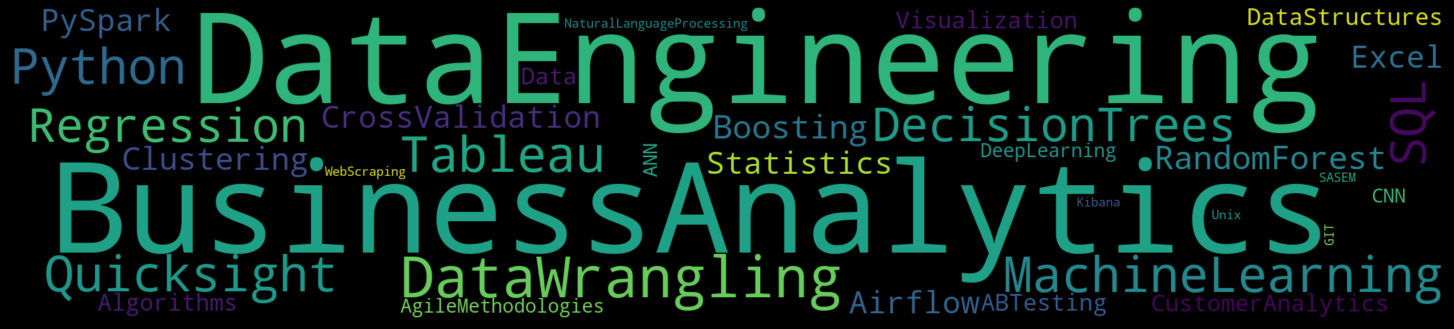 PySpark
NaturalLanguageProcessing
Visualization
DataStructures
DataEngineering
Python
Data
Excel
Regression
CrossValidation
Boosting
DecisionTrees
SQL
Clustering
WebScraping
Tableau
ANN
Statistics
DeepLearning
RandomForest
BusinessAnalytics
Kibana
Unix
SASEM
CNN
GIT
Quicksight
DataWrangling
MachineLearning
Algorithms
AgileMethodologies
Airflow
ABTesting
CustomerAnalytics